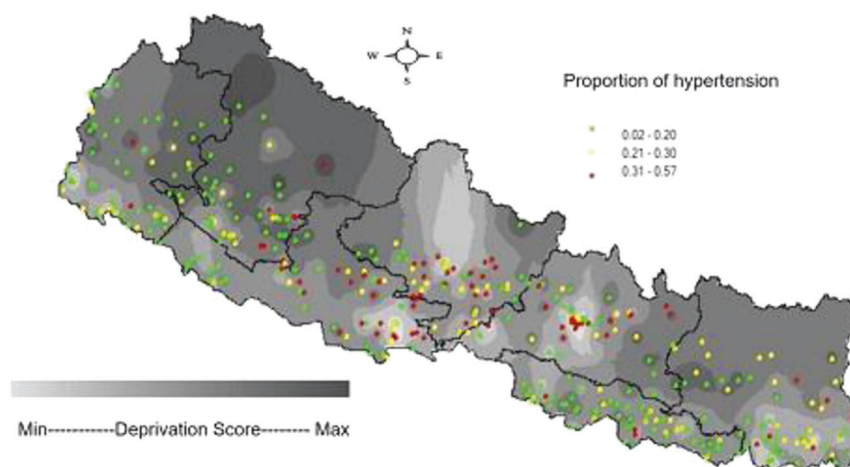 N
W E
S
Proportion of hypertension
0.02 - 0.20
0.21 - 0.30
0.31 - 0.57
Min-----------Deprivation Score------- Max